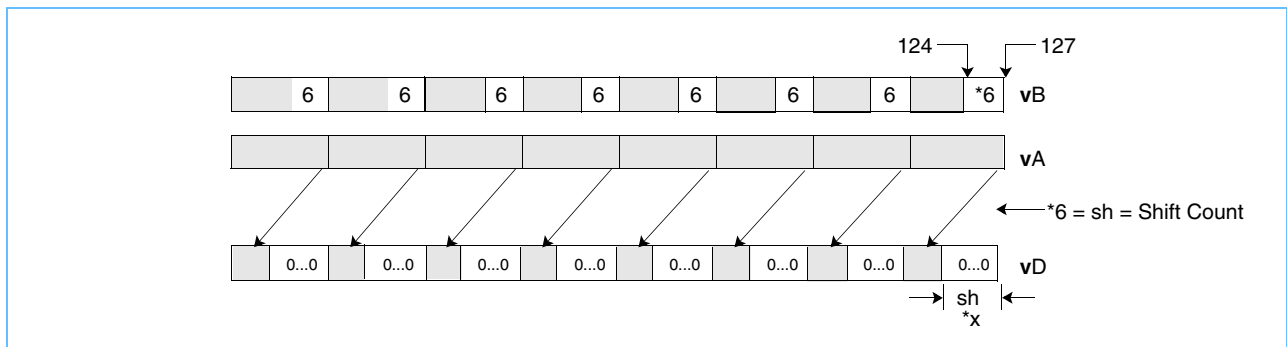 124 127
6 6 6 6 6 6 6 *6 vB
vA
*6 = sh = Shift Count
0...0 0...0 0...0 0...0 0...0 0...0 0...0 0...0 vD
sh
*x